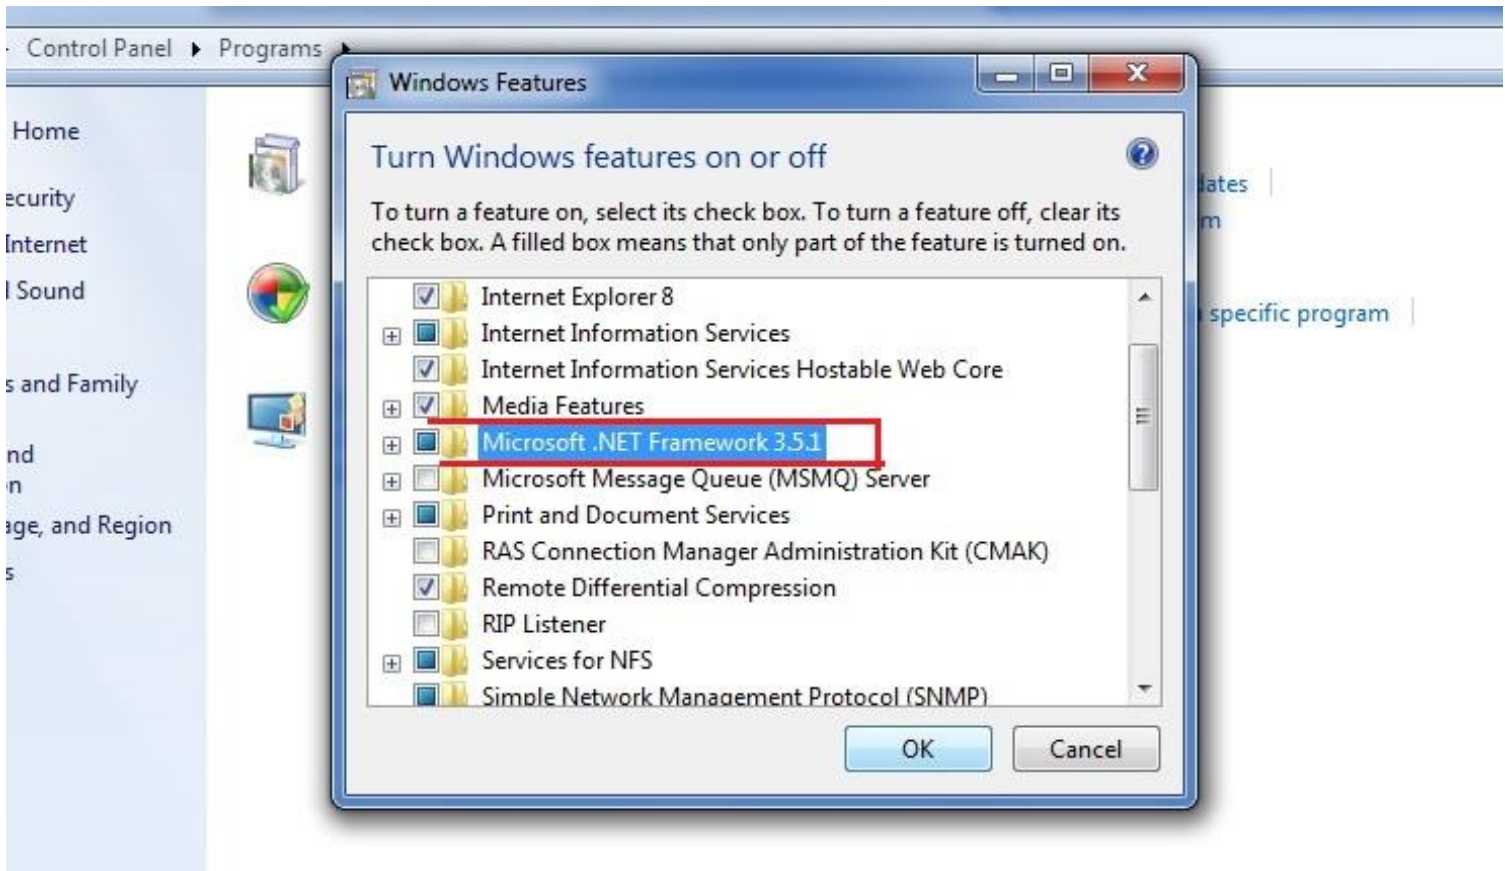 Control Panel
Programs
Windows Features
Home
ecurity
Internet
Sound
s and Family
nd
n
age, and Region
s
Turn Windows features on or off
To turn a feature on, select its check box. To turn a feature off, clear its
check box. A filled box means that only part of the feature is turned on.
Internet Explorer 8
Internet Information Services
Internet Information Services Hostable Web Core
Media Features
Microsoft .NET Framework 3.5.1
Microsoft Message Queue (MSMQ) Server
Print and Document Services
RAS Connection Manager Administration Kit (CMAK)
Remote Differential Compression
RIP Listener
Services for NFS
Simple Network Management Protocol (SNMP)
OK
Cancel
dates
m
specific program